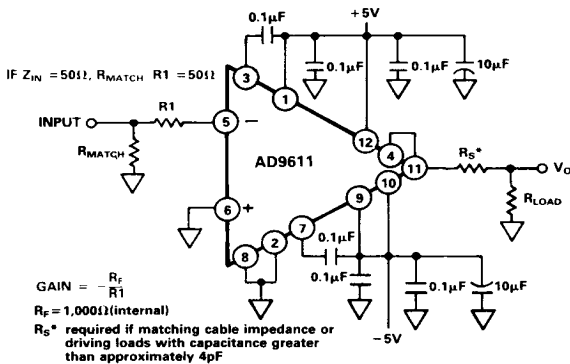 +5V
0.1µF
0.1µF
0.1µF
10µF
IF Z_IN = 50Ω, R_MATCH R1 = 50Ω
3
1
R1
INPUT
5
−
12
R_MATCH
4
R_S*
AD9611
11
V_O
10
R_LOAD
6
+
9
7
2
8
0.1µF
0.1µF
0.1µF
10µF
GAIN = −R_F/R1
−5V
R_F = 1,000Ω(internal)
R_S* required if matching cable impedance or
driving loads with capacitance greater
than approximately 4pF